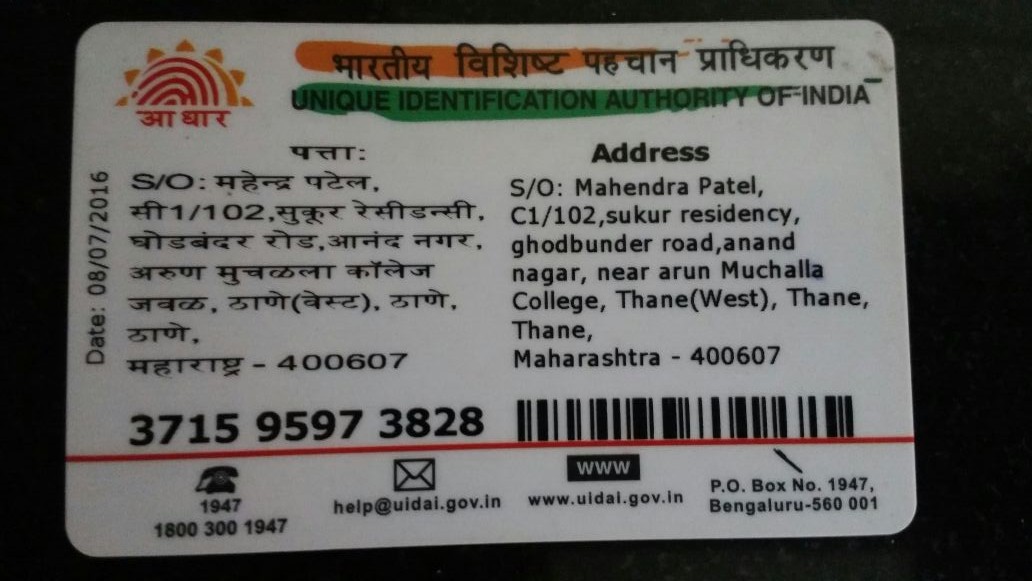 भारतीय विशिष्ट पहचान प्राधिकरण
UNIQUE IDENTIFICATION AUTHORITY OF INDIA
आधार
Date: 08/07/2016
पत्ता:
S/O: महेन्द्र पटेल,
सी1/102,सुकूर रेसीडन्सी,
घोडबंदर रोड,आनंद नगर,
अरुण मुचळला कॉलेज
जवळ, ठाणे(वेस्ट), ठाणे,
ठाणे,
महाराष्ट्र - 400607
Address
S/O: Mahendra Patel,
C1/102,sukur residency,
ghodbunder road,anand
nagar, near arun Muchalla
College, Thane(West), Thane,
Thane,
Maharashtra - 400607
3715 9597 3828
1947
1800 300 1947
help@uidai.gov.in
www
www.uidai.gov.in
P.O. Box No. 1947,
Bengaluru-560 001